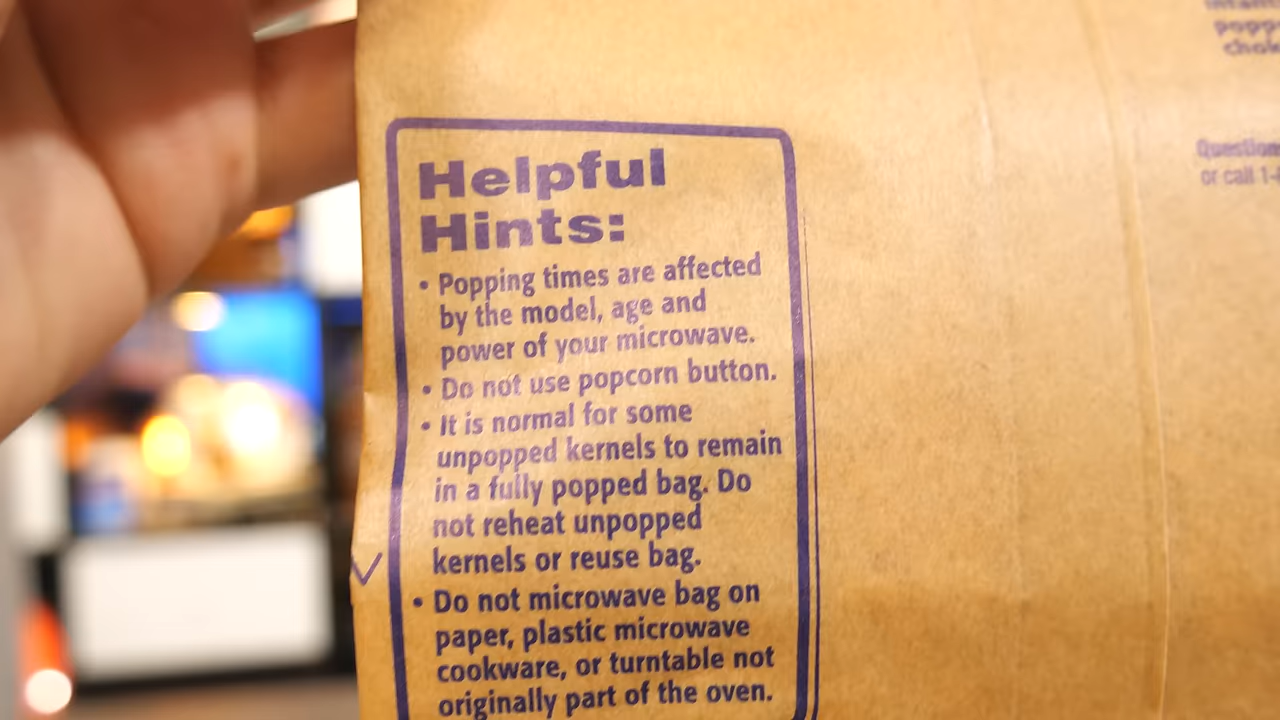 Helpful
Hints:
• Popping times are affected
by the model, age and
power of your microwave.
• Do not use popcorn button.
• It is normal for some
unpopped kernels to remain
in a fully popped bag. Do
not reheat unpopped
kernels or reuse bag.
• Do not microwave bag on
paper, plastic microwave
cookware, or turntable not
originally part of the oven.
or call 1-